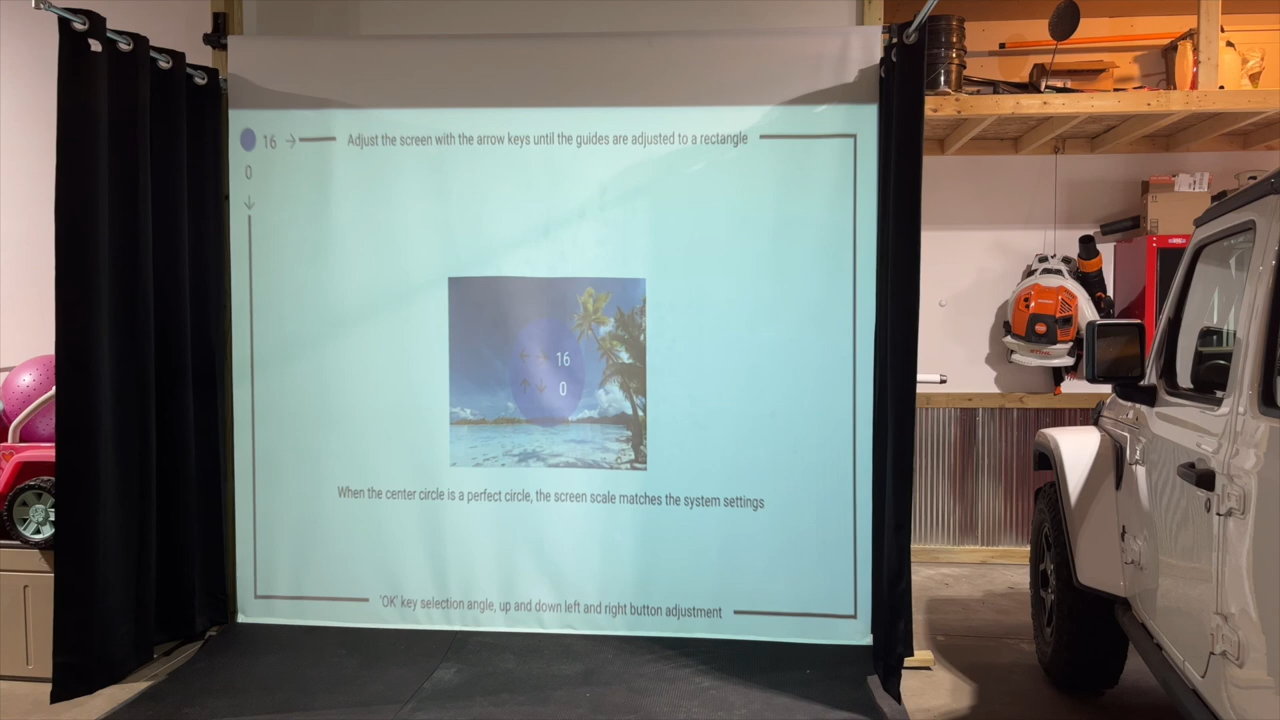 16 →
Adjust the screen with the arrow keys until the guides are adjusted to a rectangle
0
↓
← → 16
↑ ↓ 0
When the center circle is a perfect circle, the screen scale matches the system settings
'OK' key selection angle, up and down left and right button adjustment
STIHL